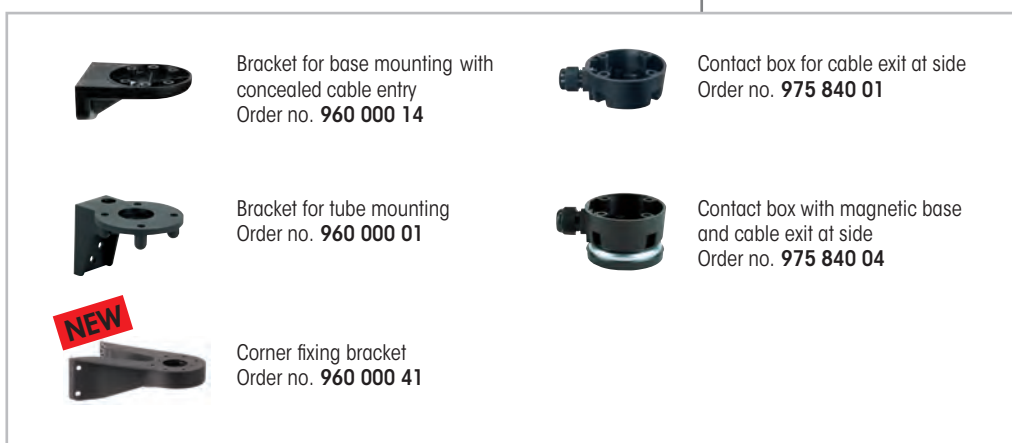 Bracket for base mounting with
concealed cable entry
Order no. 960 000 14
Bracket for tube mounting
Order no. 960 000 01
NEW
Corner fixing bracket
Order no. 960 000 41
Contact box for cable exit at side
Order no. 975 840 01
Contact box with magnetic base
and cable exit at side
Order no. 975 840 04